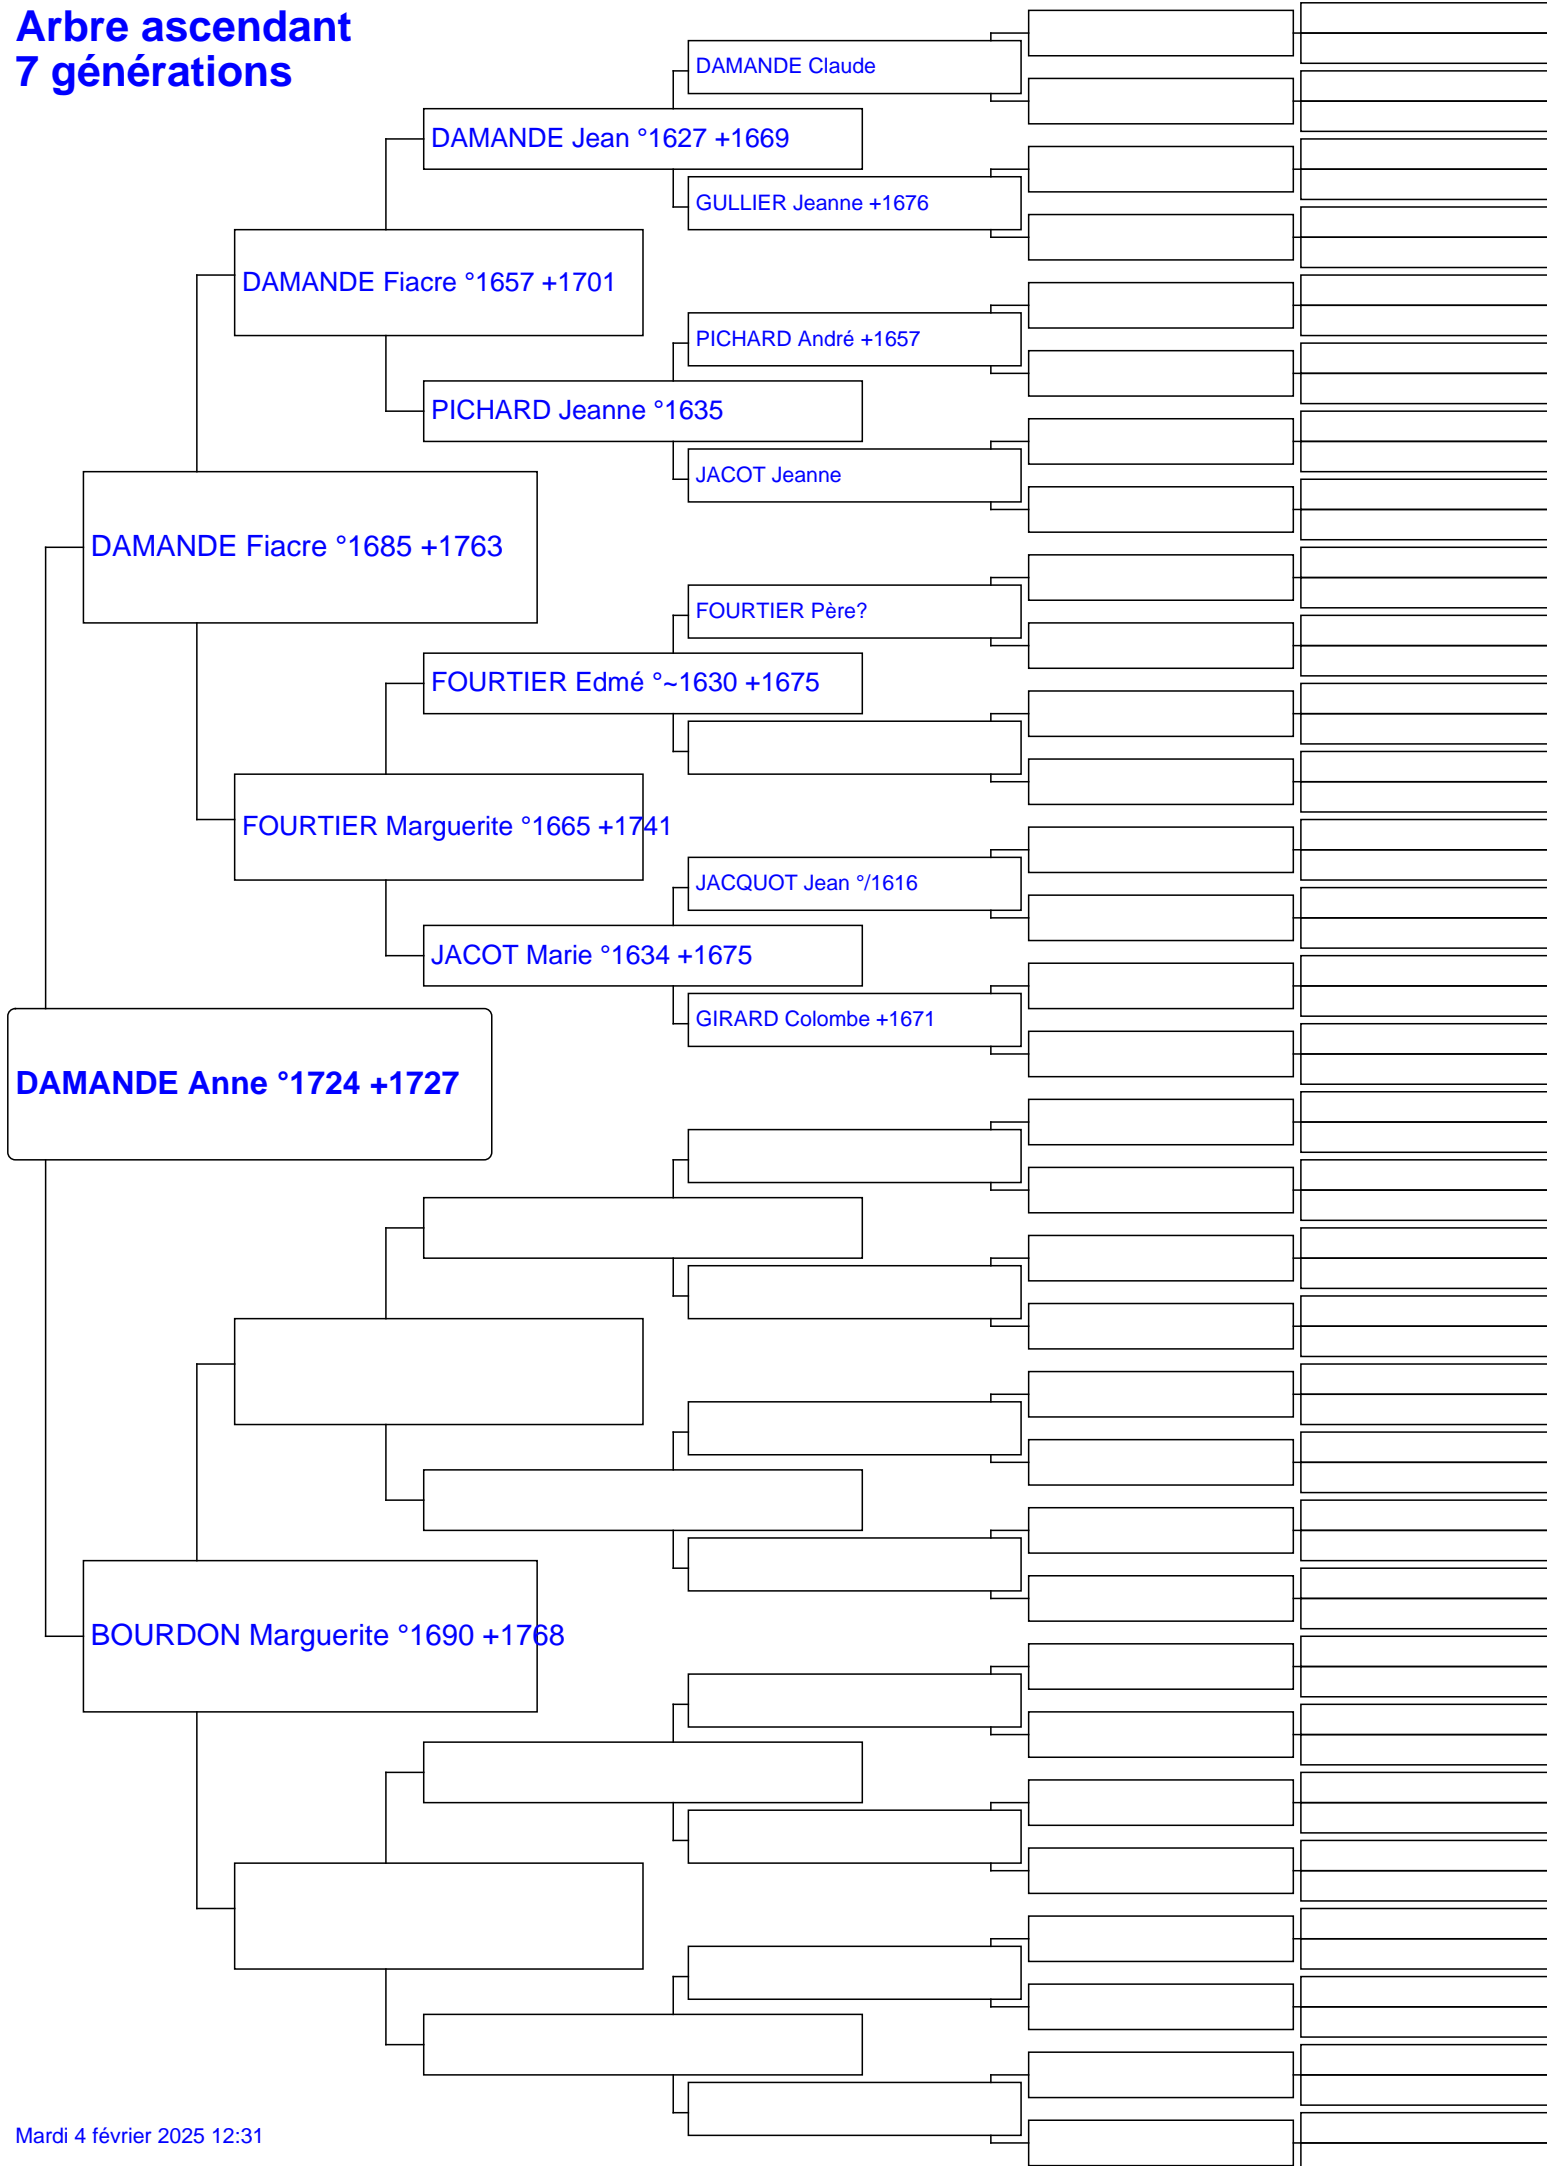 Arbre ascendant
7 générations
DAMANDE Claude
DAMANDE Jean °1627 +1669
GULLIER Jeanne +1676
DAMANDE Fiacre °1657 +1701
PICHARD André +1657
PICHARD Jeanne °1635
JACOT Jeanne
DAMANDE Fiacre °1685 +1763
FOURTIER Père?
FOURTIER Edmé °~1630 +1675
FOURTIER Marguerite °1665 +1741
JACQUOT Jean °/1616
JACOT Marie °1634 +1675
GIRARD Colombe +1671
DAMANDE Anne °1724 +1727
BOURDON Marguerite °1690 +1768
Mardi 4 février 2025 12:31